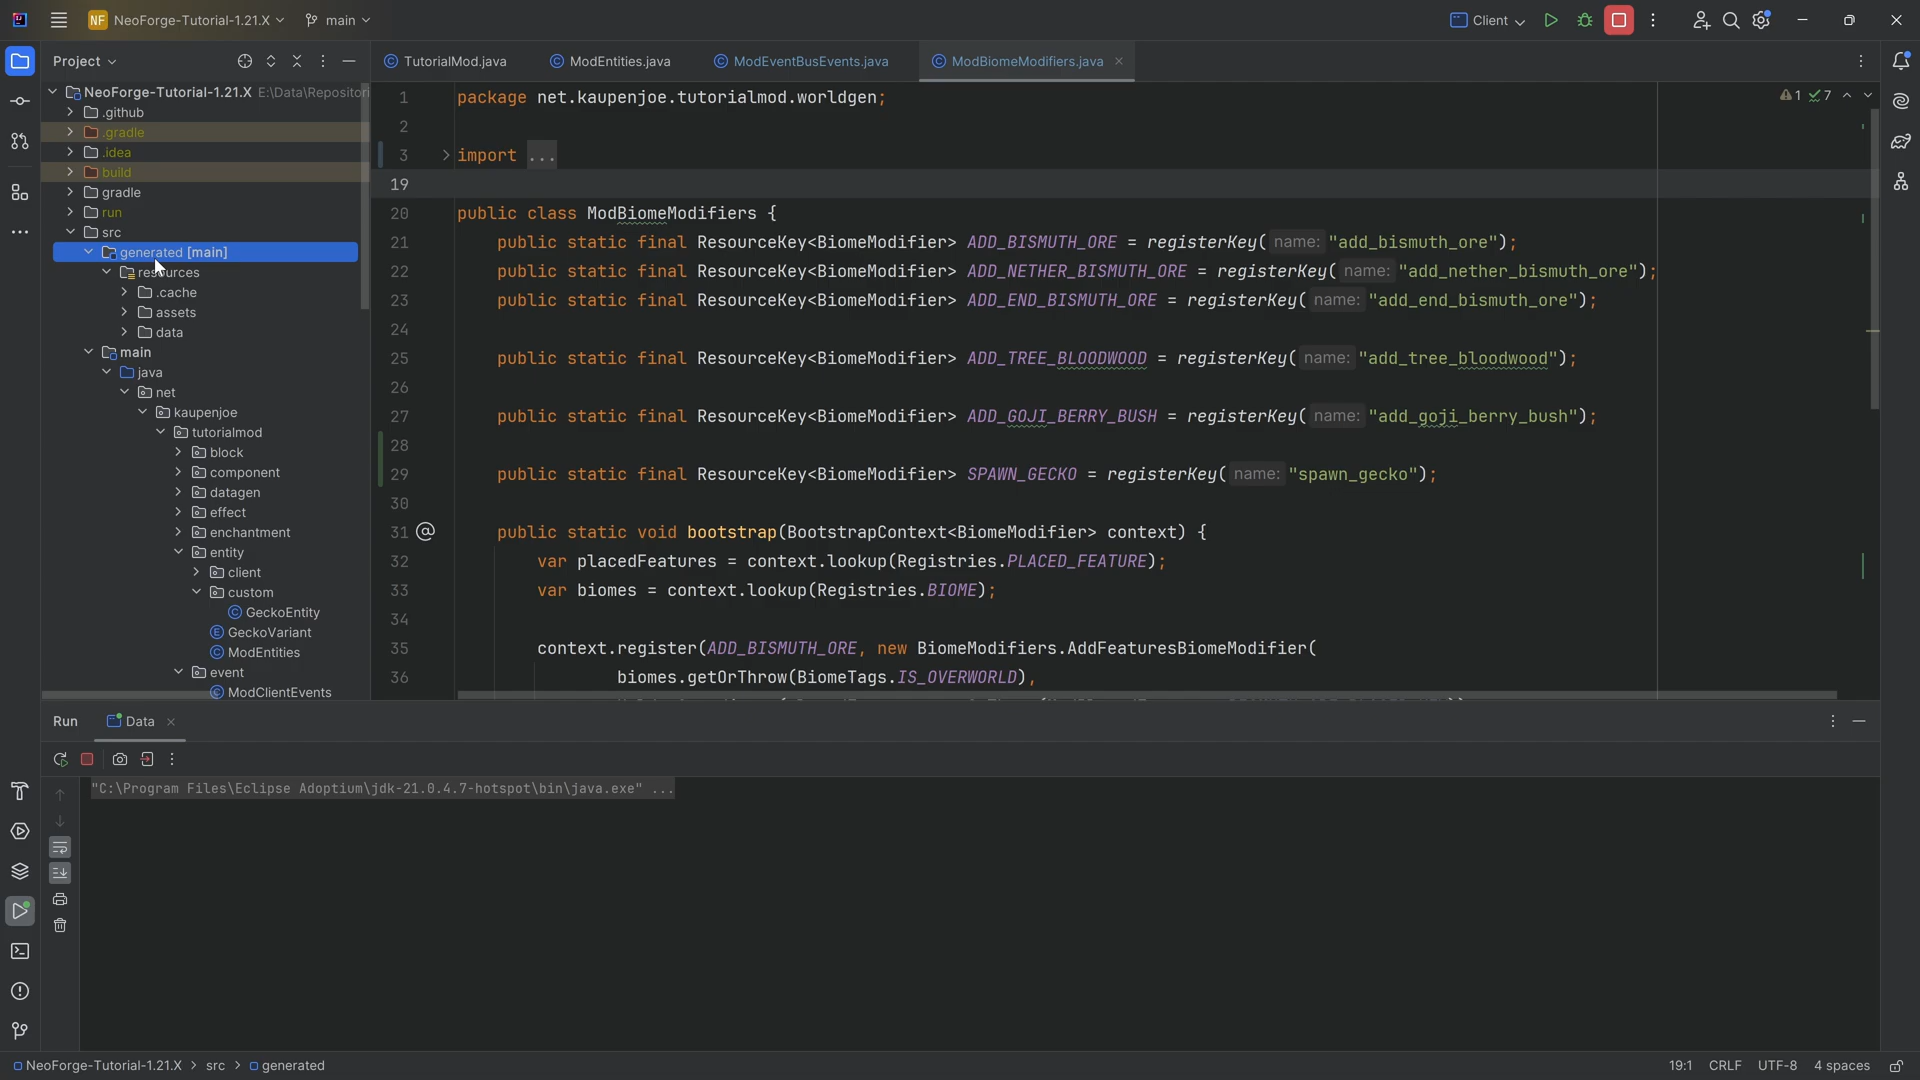 NF NeoForge-Tutorial-1.21.X main Client
Project
TutorialMod.java ModEntities.java ModEventBusEvents.java ModBiomeModifiers.java
NeoForge-Tutorial-1.21.X E:\Data\Repositori
.github
.gradle
.idea
build
gradle
run
src
generated [main]
resources
.cache
assets
data
main
java
net
kaupenjoe
tutorialmod
block
component
datagen
effect
enchantment
entity
client
custom
GeckoEntity
GeckoVariant
ModEntities
event
ModClientEvents
1 7
1 package net.kaupenjoe.tutorialmod.worldgen;
2
3 import ...
19
20 public class ModBiomeModifiers {
21 public static final ResourceKey<BiomeModifier> ADD_BISMUTH_ORE = registerKey( name: "add_bismuth_ore");
22 public static final ResourceKey<BiomeModifier> ADD_NETHER_BISMUTH_ORE = registerKey( name: "add_nether_bismuth_ore");
23 public static final ResourceKey<BiomeModifier> ADD_END_BISMUTH_ORE = registerKey( name: "add_end_bismuth_ore");
24
25 public static final ResourceKey<BiomeModifier> ADD_TREE_BLOODWOOD = registerKey( name: "add_tree_bloodwood");
26
27 public static final ResourceKey<BiomeModifier> ADD_GOJI_BERRY_BUSH = registerKey( name: "add_goji_berry_bush");
28
29 public static final ResourceKey<BiomeModifier> SPAWN_GECKO = registerKey( name: "spawn_gecko");
30
31 @ public static void bootstrap(BootstrapContext<BiomeModifier> context) {
32 var placedFeatures = context.lookup(Registries.PLACED_FEATURE);
33 var biomes = context.lookup(Registries.BIOME);
34
35 context.register(ADD_BISMUTH_ORE, new BiomeModifiers.AddFeaturesBiomeModifier(
36 biomes.getOrThrow(BiomeTags.IS_OVERWORLD),
Run Data
"C:\Program Files\Eclipse Adoptium\jdk-21.0.4.7-hotspot\bin\java.exe" ...
NeoForge-Tutorial-1.21.X > src > generated
19:1 CRLF UTF-8 4 spaces